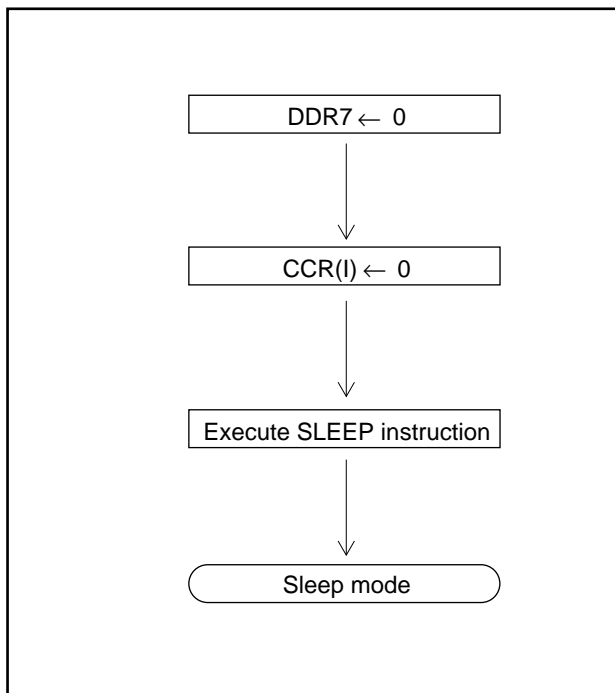 DDR7 ← 0
CCR(I) ← 0
Execute SLEEP instruction
Sleep mode